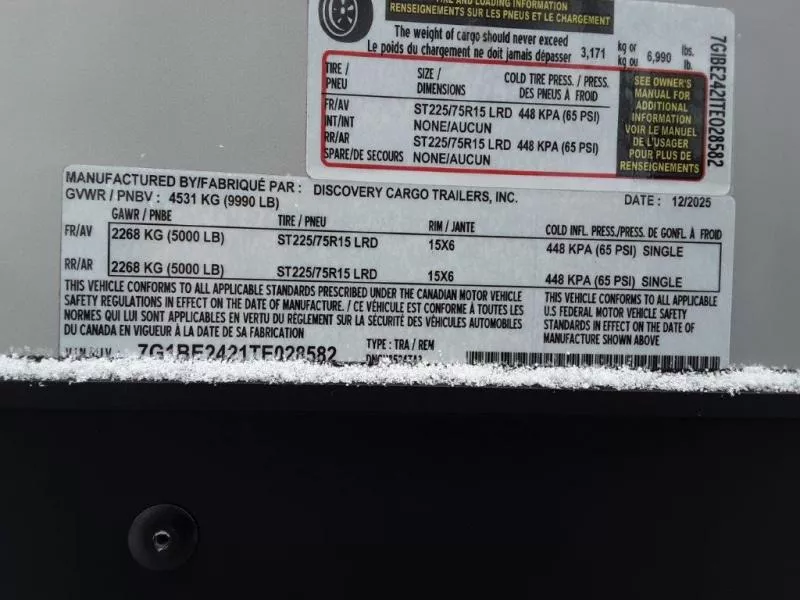 TIRE AND LOADING INFORMATION
RENSEIGNEMENTS SUR LES PNEUS ET LE CHARGEMENT
The weight of cargo should never exceed
Le poids du chargement ne doit jamais dépasser 3,171 kg or kg ou 6,990 lbs. lb.
TIRE / PNEU SIZE / DIMENSIONS COLD TIRE PRESS. / PRESS. DES PNEUS À FROID
FR/AV ST225/75R15 LRD 448 KPA (65 PSI)
INT/INT NONE/AUCUN
RR/AR ST225/75R15 LRD 448 KPA (65 PSI)
SPARE/DE SECOURS NONE/AUCUN
SEE OWNER'S
MANUAL FOR
ADDITIONAL
INFORMATION
VOIR LE MANUEL
DE L'USAGER
POUR PLUS DE
RENSEIGNEMENTS
7G1BE2421TE028582
MANUFACTURED BY/FABRIQUÉ PAR : DISCOVERY CARGO TRAILERS, INC.
GVWR / PNBV : 4531 KG (9990 LB) DATE : 12/2025
GAWR / PNBE TIRE / PNEU RIM / JANTE COLD INFL. PRESS./PRESS. DE GONFL. À FROID
FR/AV 2268 KG (5000 LB) ST225/75R15 LRD 15X6 448 KPA (65 PSI) SINGLE
RR/AR 2268 KG (5000 LB) ST225/75R15 LRD 15X6 448 KPA (65 PSI) SINGLE
THIS VEHICLE CONFORMS TO ALL APPLICABLE STANDARDS PRESCRIBED UNDER THE CANADIAN MOTOR VEHICLE
SAFETY REGULATIONS IN EFFECT ON THE DATE OF MANUFACTURE. / CE VÉHICULE EST CONFORME À TOUTES LES
NORMES QUI LUI SONT APPLICABLES EN VERTU DU RÈGLEMENT SUR LA SÉCURITÉ DES VÉHICULES AUTOMOBILES
DU CANADA EN VIGUEUR À LA DATE DE SA FABRICATION
THIS VEHICLE CONFORMS TO ALL APPLICABLE
U.S FEDERAL MOTOR VEHICLE SAFETY
STANDARDS IN EFFECT ON THE DATE OF
MANUFACTURE SHOWN ABOVE
7G1BE2421TE028582 TYPE : TRA / REM